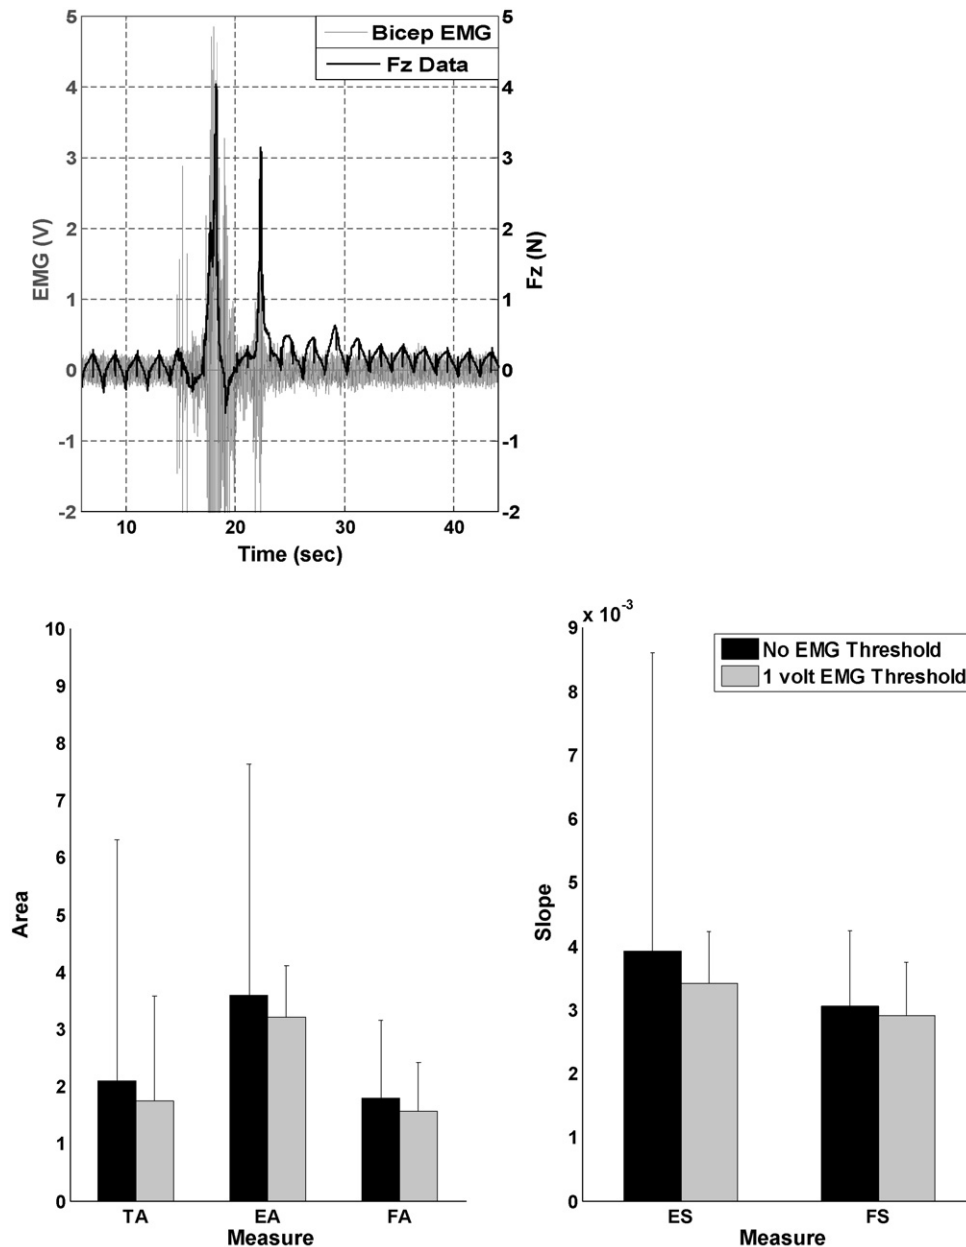 5
4
3
2
1
0
-1
-2
EMG (V)
Bicep EMG
Fz Data
5
4
3
2
1
0
-1
-2
Fz (N)
10 20 30 40
Time (sec)
10
9
8
7
6
5
4
3
2
1
0
Area
TA EA FA
Measure
x 10-3
9
8
7
6
5
4
3
2
1
0
Slope
No EMG Threshold
1 volt EMG Threshold
ES FS
Measure